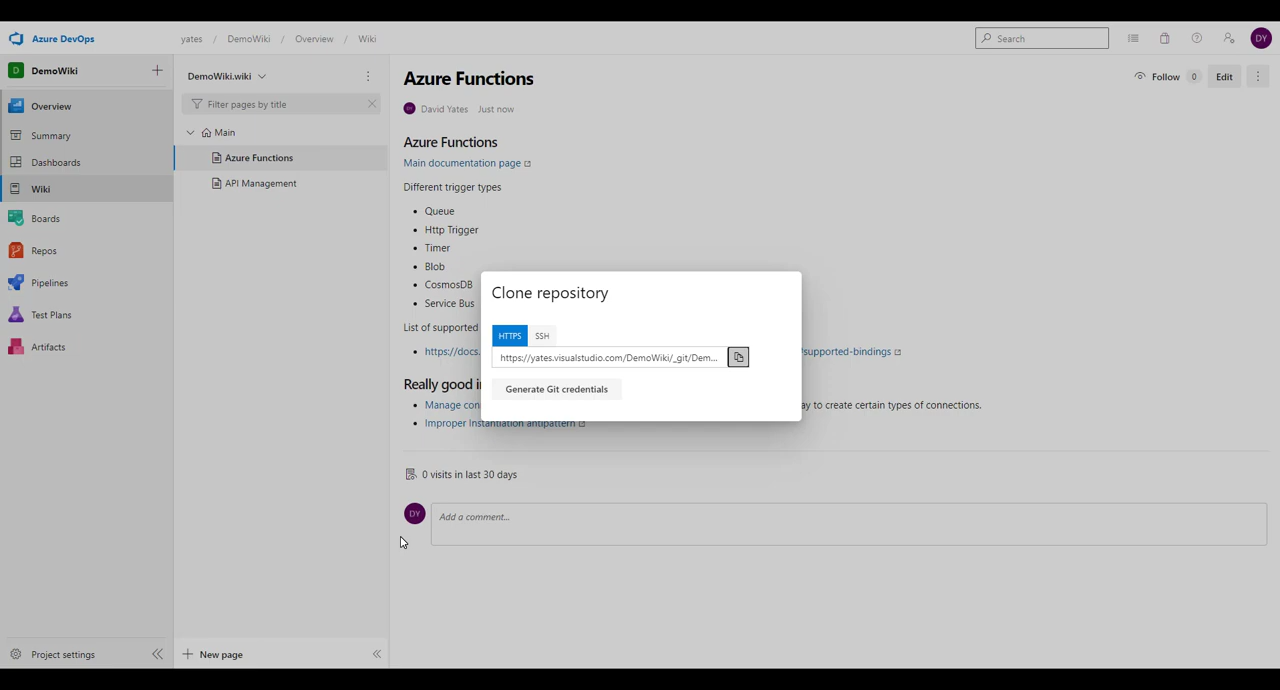 Azure DevOps
yates / DemoWiki / Overview / Wiki
Search
DY
D DemoWiki
Overview
Summary
Dashboards
Wiki
Boards
Repos
Pipelines
Test Plans
Artifacts
Project settings
DemoWiki.wiki
Filter pages by title
Main
Azure Functions
API Management
New page
Azure Functions
Follow 0
Edit
David Yates Just now
Azure Functions
Main documentation page
Different trigger types
• Queue
• Http Trigger
• Timer
• Blob
• CosmosDB
• Service Bus
List of supported
• https://docs. supported-bindings
Really good
• Manage con ay to create certain types of connections.
• Improper Instantiation antipattern
0 visits in last 30 days
DY
Add a comment...
Clone repository
HTTPS SSH
https://yates.visualstudio.com/DemoWiki/_git/Dem...
Generate Git credentials